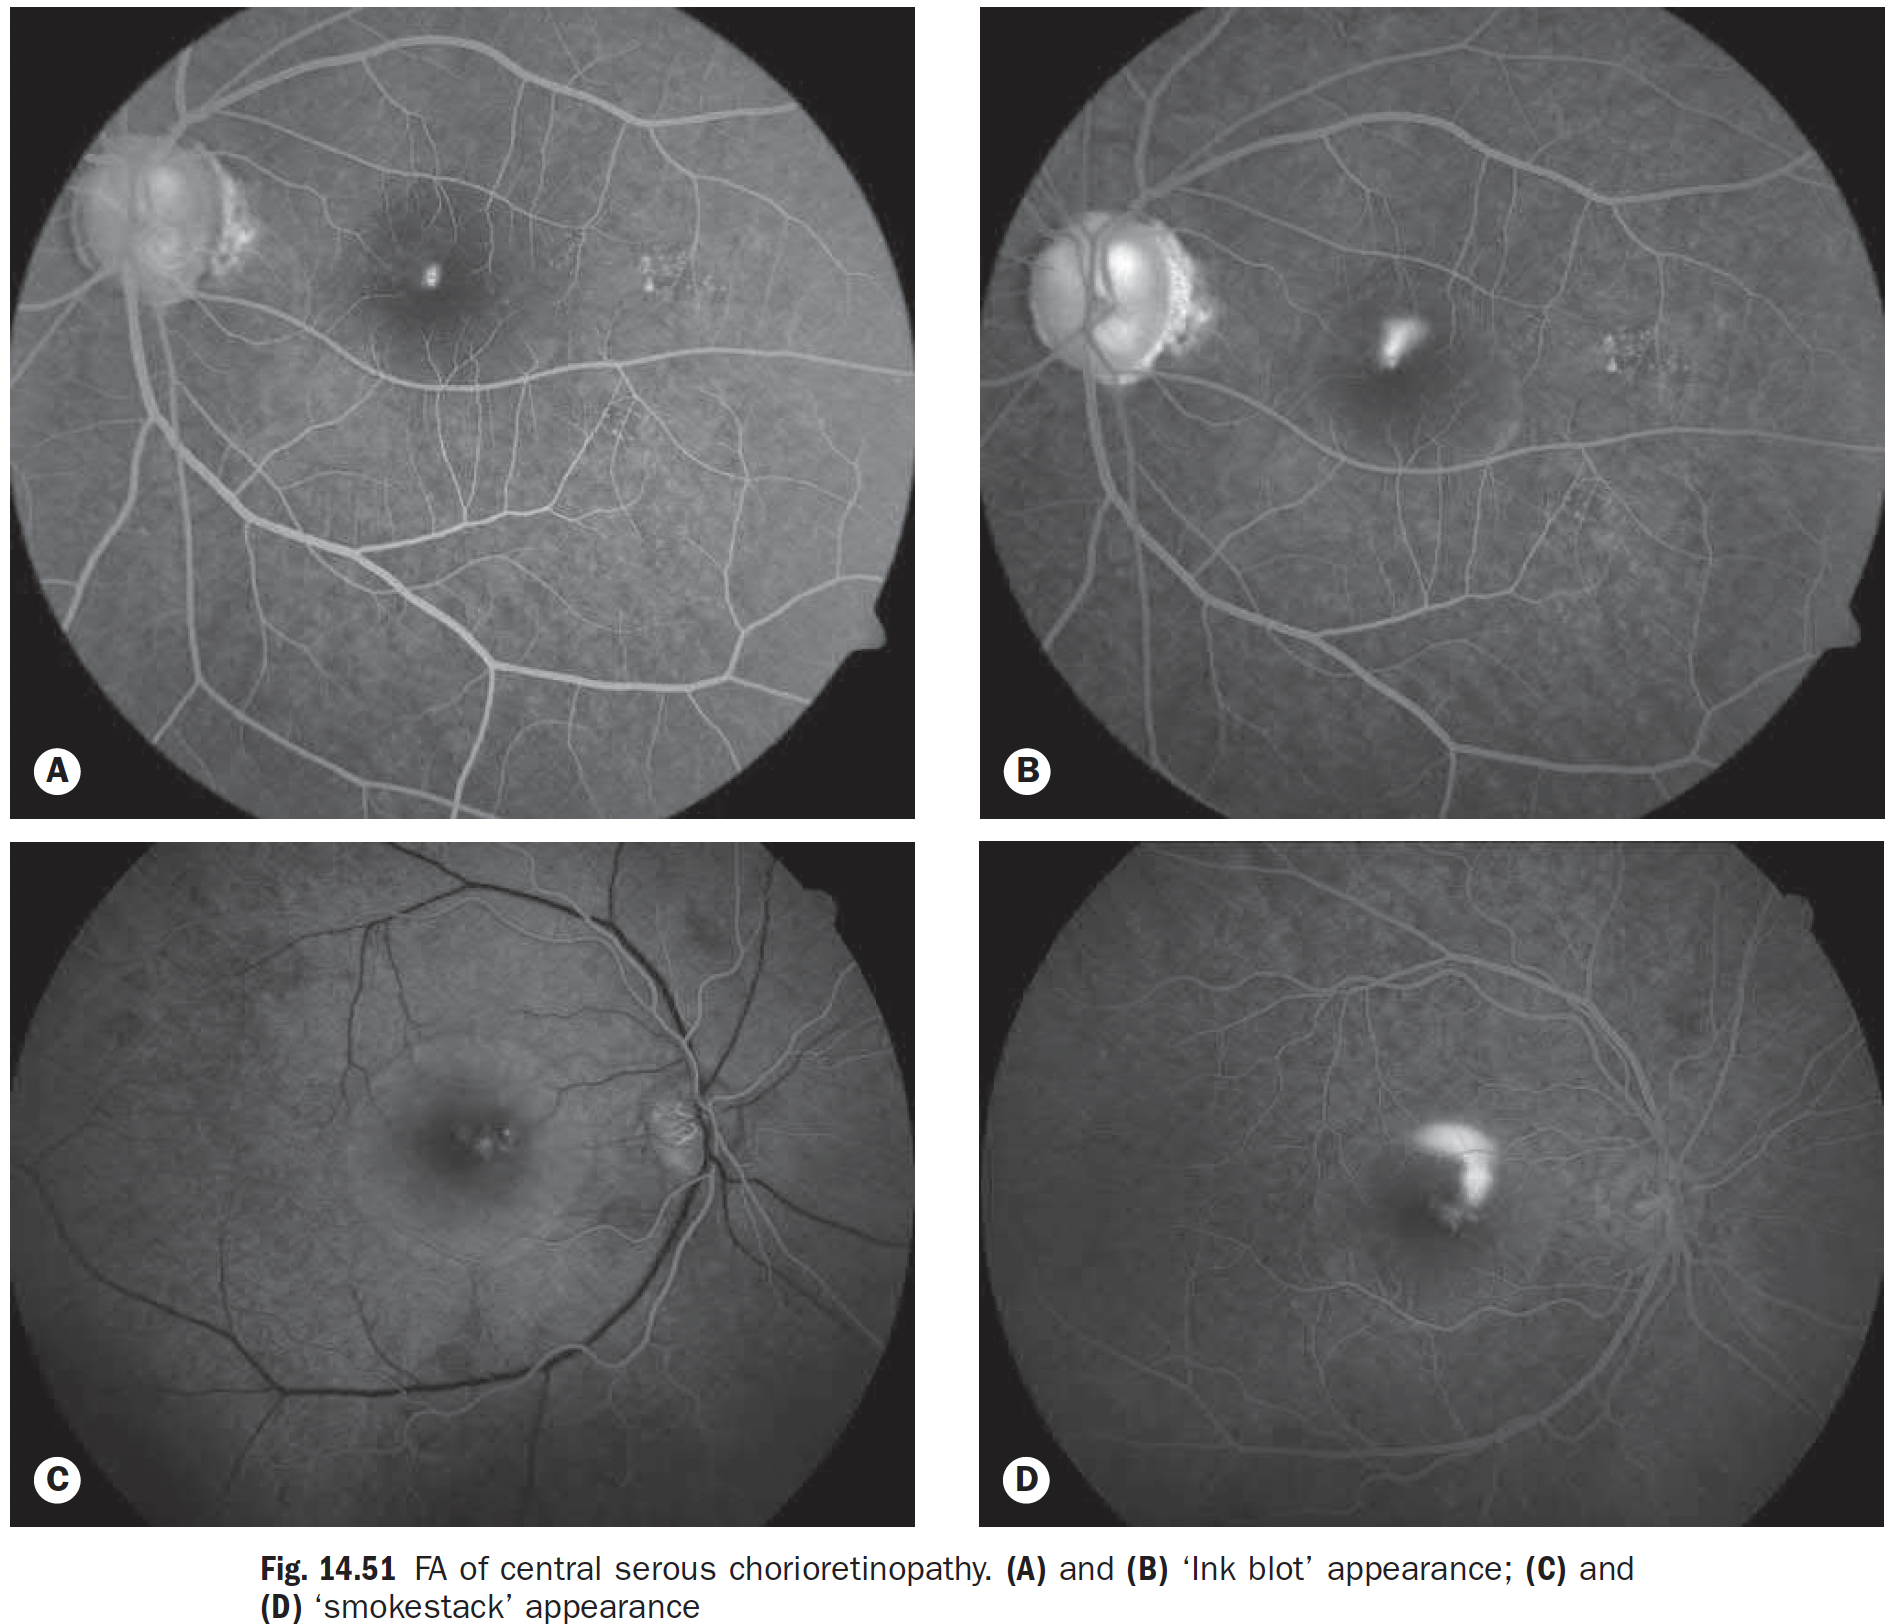 A
B
C
D
Fig. 14.51 FA of central serous chorioretinopathy. (A) and (B) ‘Ink blot’ appearance; (C) and
(D) ‘smokestack’ appearance